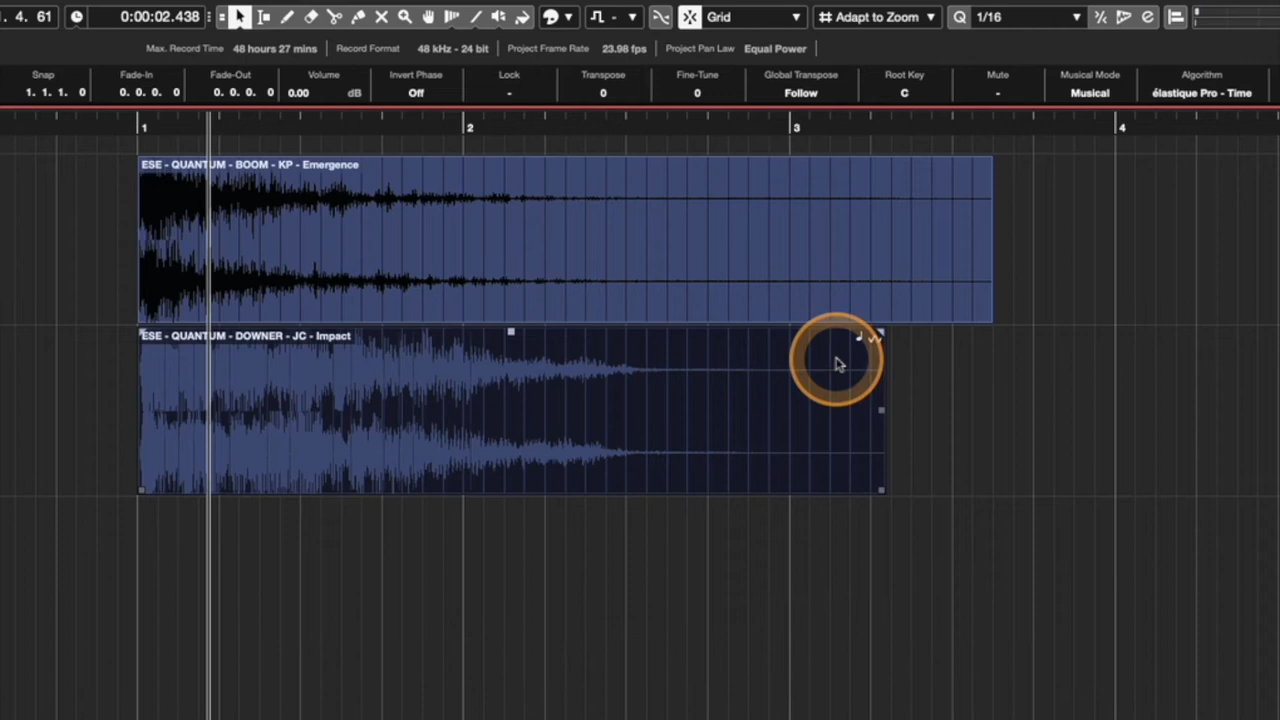 1. 4. 61 0:00:02.438 - Grid Adapt to Zoom Q 1/16
Max. Record Time 48 hours 27 mins Record Format 48 kHz - 24 bit Project Frame Rate 23.98 fps Project Pan Law Equal Power
Snap Fade-In Fade-Out Volume Invert Phase Lock Transpose Fine-Tune Global Transpose Root Key Mute Musical Mode Algorithm
1. 1. 1. 0 0. 0. 0. 0 0. 0. 0. 0 0.00 dB Off - 0 0 Follow C - Musical élastique Pro - Time
1 2 3 4
ESE - QUANTUM - BOOM - KP - Emergence
ESE - QUANTUM - DOWNER - JC - Impact